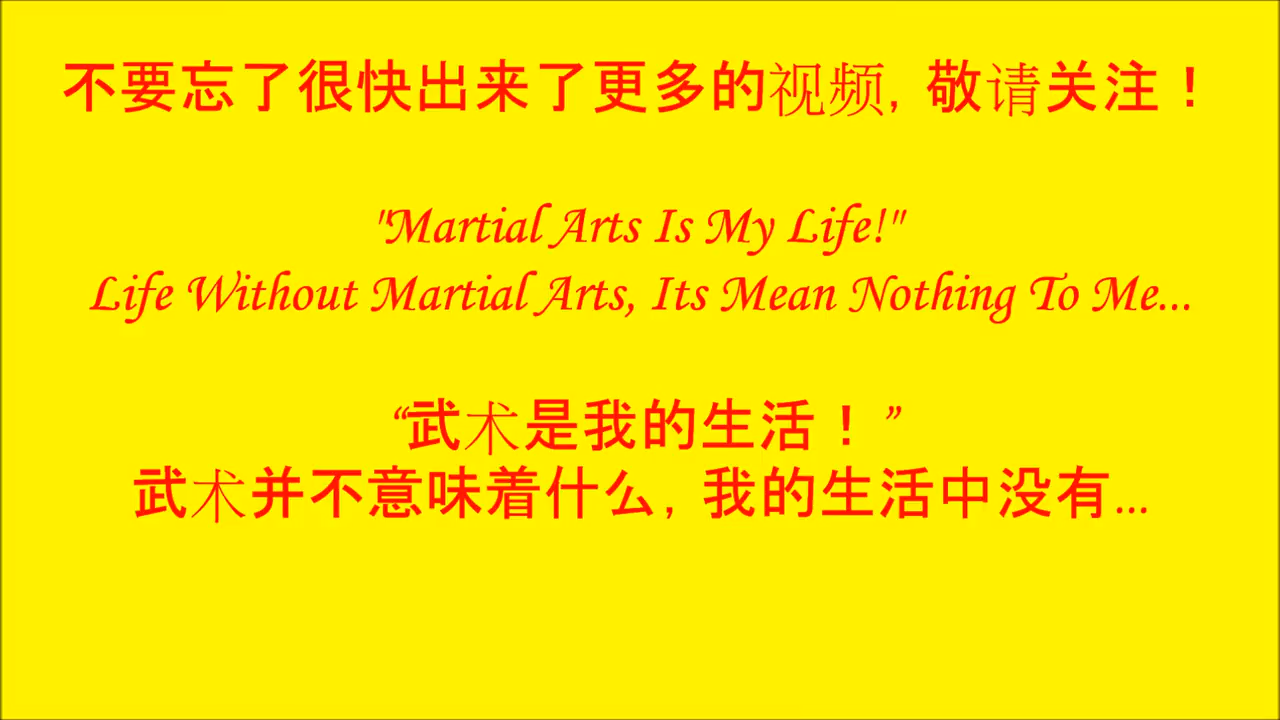 不要忘了很快出来了更多的视频，敬请关注！
"Martial Arts Is My Life!"
Life Without Martial Arts, Its Mean Nothing To Me...
“武术是我的生活！”
武术并不意味着什么，我的生活中没有...